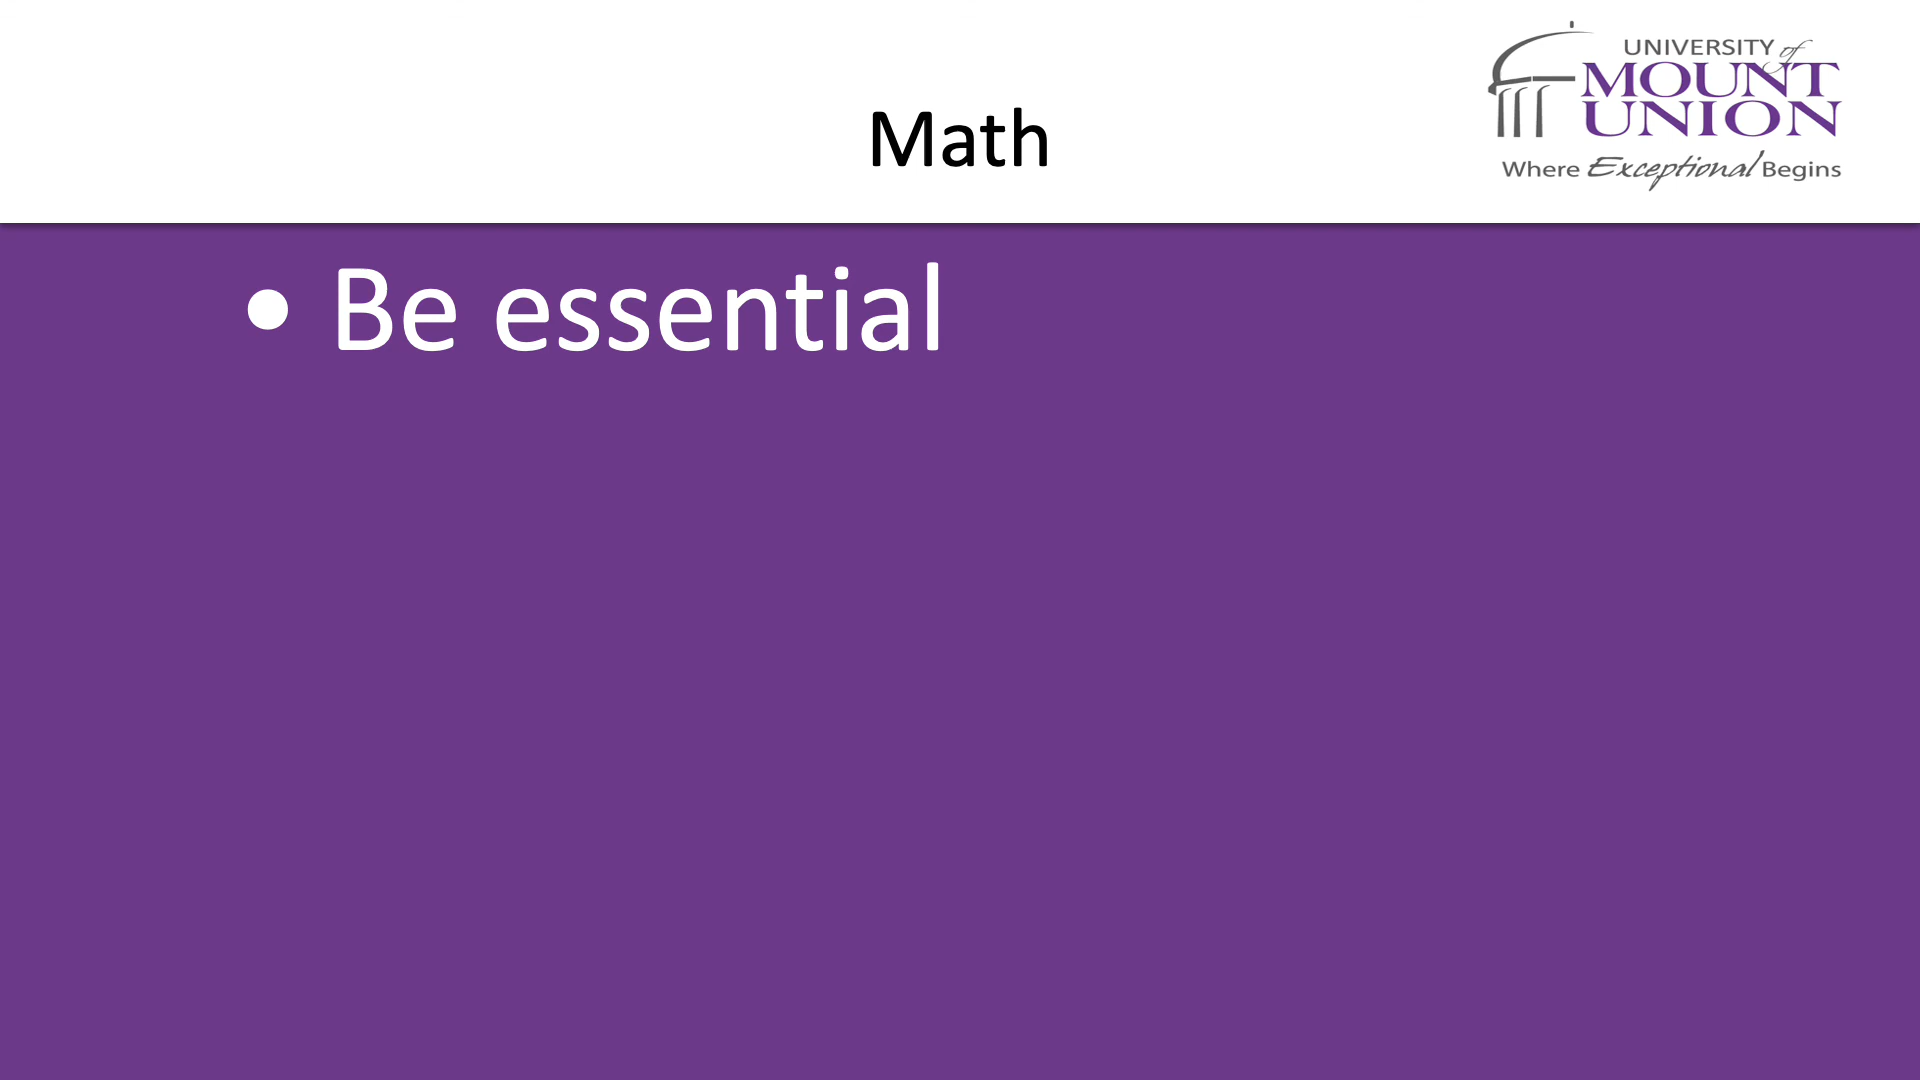 UNIVERSITY of
MOUNT
UNION
Where Exceptional Begins
Math
• Be essential